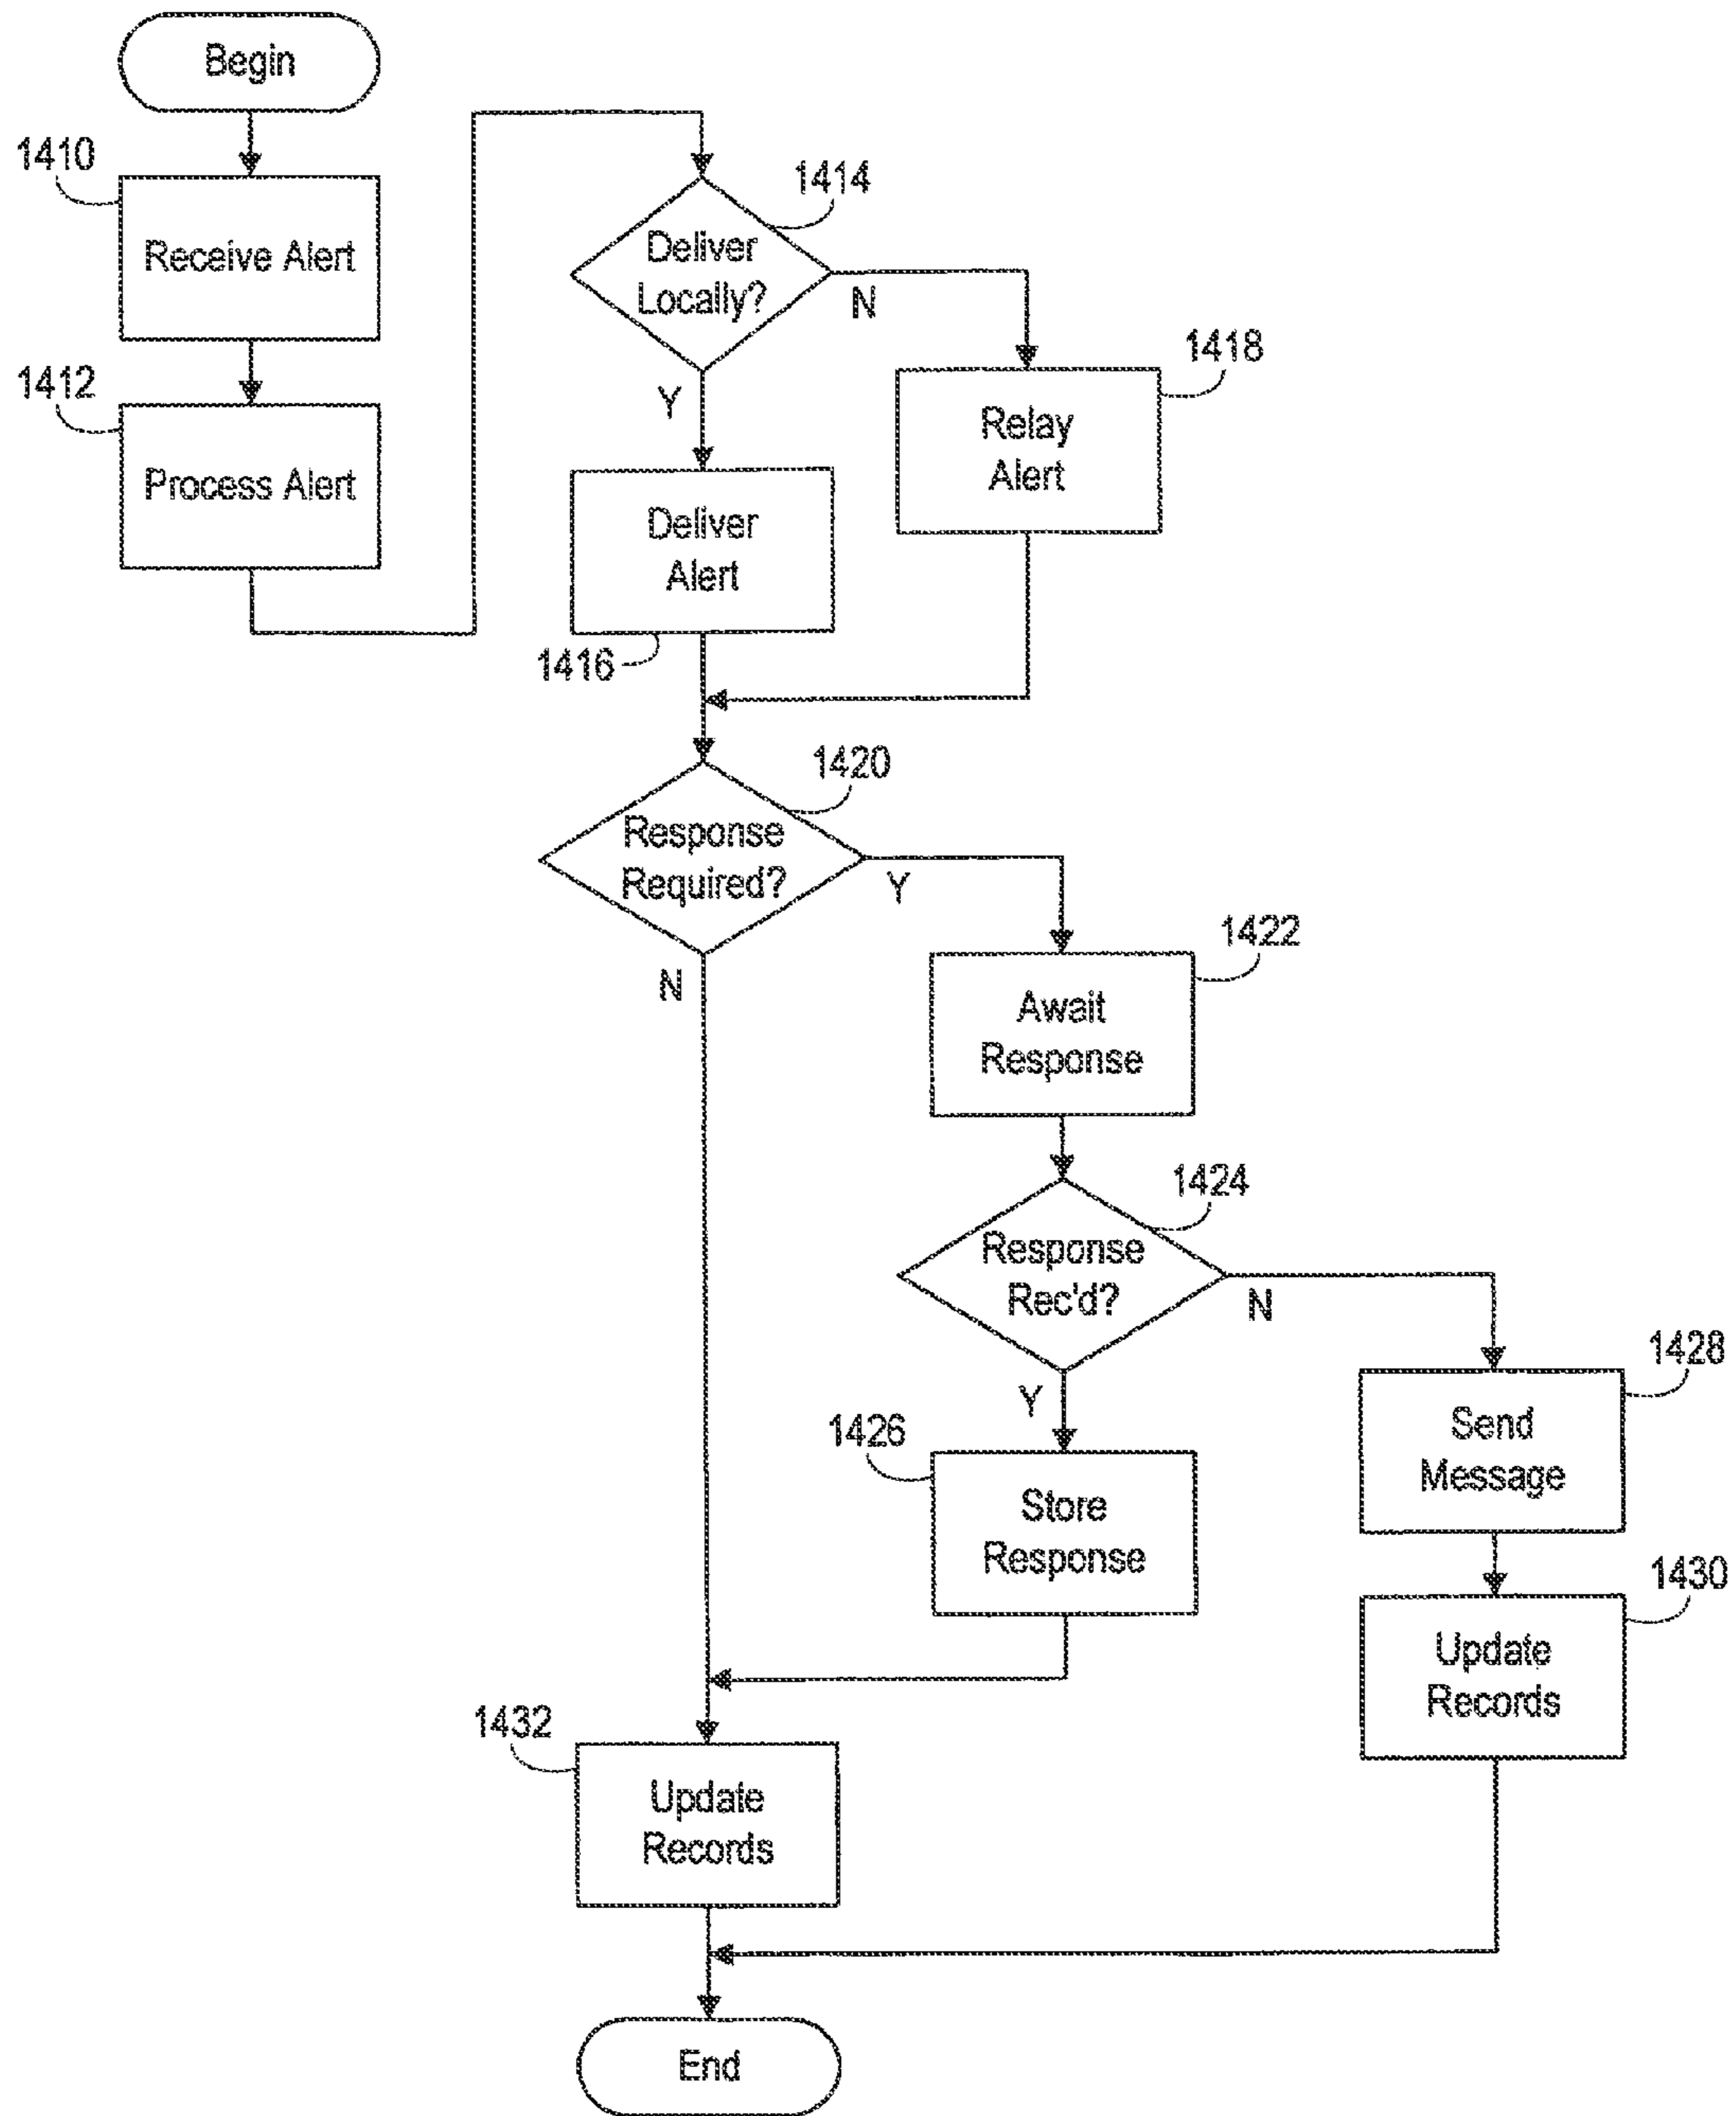 Begin
1410
Receive Alert
1412
Process Alert
1414
Deliver
Locally?
N
Y
1418
Relay
Alert
Deliver
Alert
1416
1420
Response
Required?
Y
N
1422
Await
Response
1424
Response
Rec'd?
N
Y
1428
Send
Message
1426
Store
Response
1430
Update
Records
1432
Update
Records
End